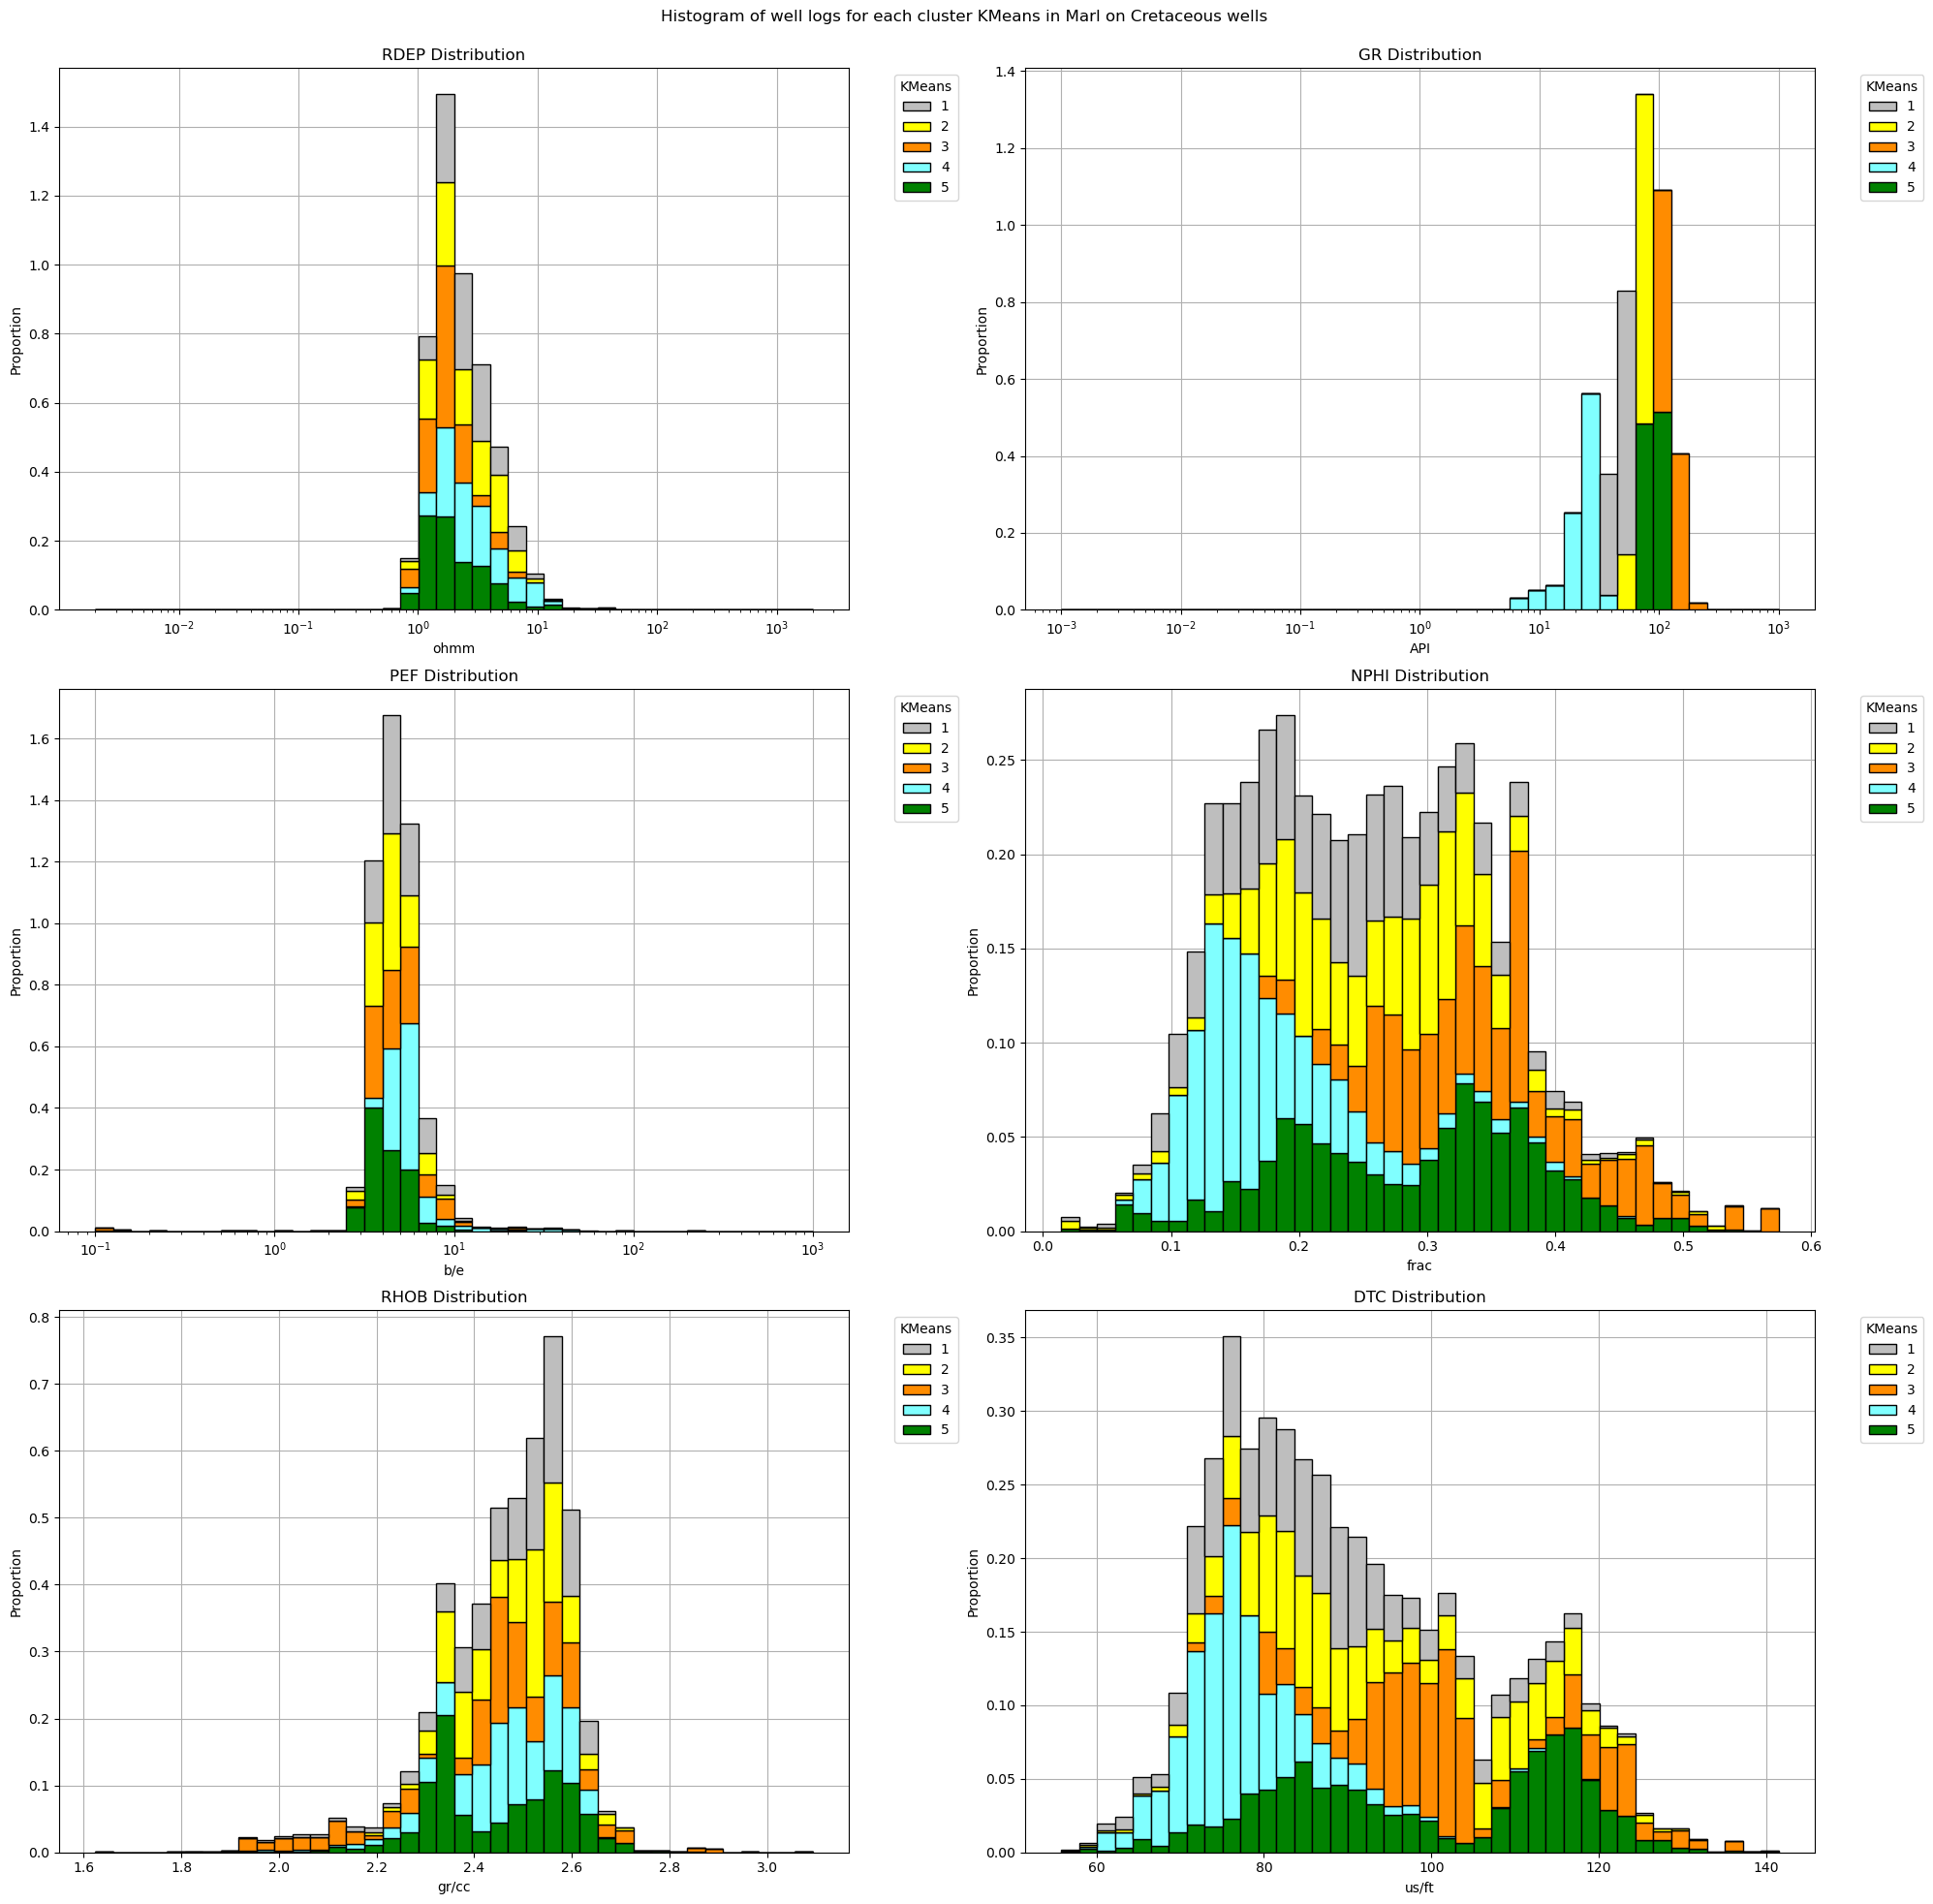 Histogram of well logs for each cluster KMeans in Marl on Cretaceous wells
RDEP Distribution
Proportion
1.4
1.2
1.0
0.8
0.6
0.4
0.2
0.0
10⁻² 10⁻¹ 10⁰ 10¹ 10² 10³
ohmm
KMeans
1
2
3
4
5
GR Distribution
Proportion
1.4
1.2
1.0
0.8
0.6
0.4
0.2
0.0
10⁻³ 10⁻² 10⁻¹ 10⁰ 10¹ 10² 10³
API
KMeans
1
2
3
4
5
PEF Distribution
Proportion
1.6
1.4
1.2
1.0
0.8
0.6
0.4
0.2
0.0
10⁻¹ 10⁰ 10¹ 10² 10³
b/e
KMeans
1
2
3
4
5
NPHI Distribution
Proportion
0.25
0.20
0.15
0.10
0.05
0.00
0.0 0.1 0.2 0.3 0.4 0.5 0.6
frac
KMeans
1
2
3
4
5
RHOB Distribution
Proportion
0.8
0.7
0.6
0.5
0.4
0.3
0.2
0.1
0.0
1.6 1.8 2.0 2.2 2.4 2.6 2.8 3.0
gr/cc
KMeans
1
2
3
4
5
DTC Distribution
Proportion
0.35
0.30
0.25
0.20
0.15
0.10
0.05
0.00
60 80 100 120 140
us/ft
KMeans
1
2
3
4
5